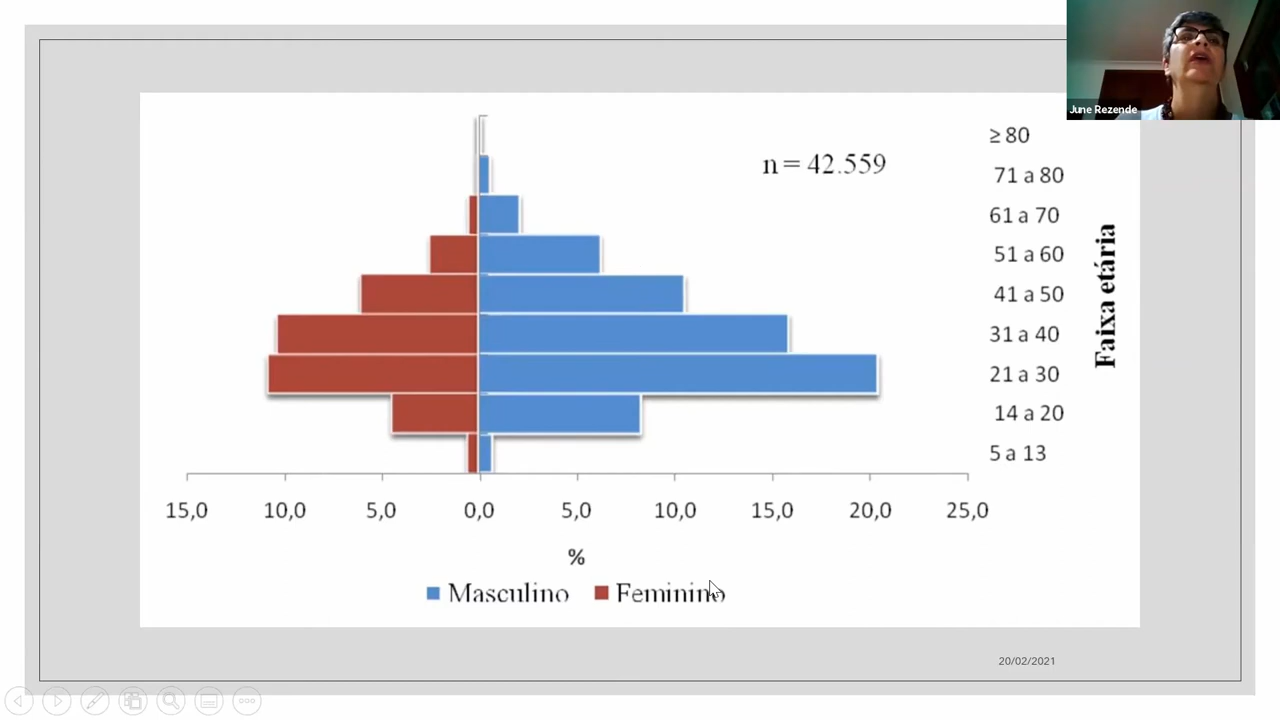 June Rezende
n = 42.559
≥ 80
71 a 80
61 a 70
51 a 60
41 a 50
31 a 40
21 a 30
14 a 20
5 a 13
Faixa etária
15,0 10,0 5,0 0,0 5,0 10,0 15,0 20,0 25,0
%
Masculino Feminino
20/02/2021